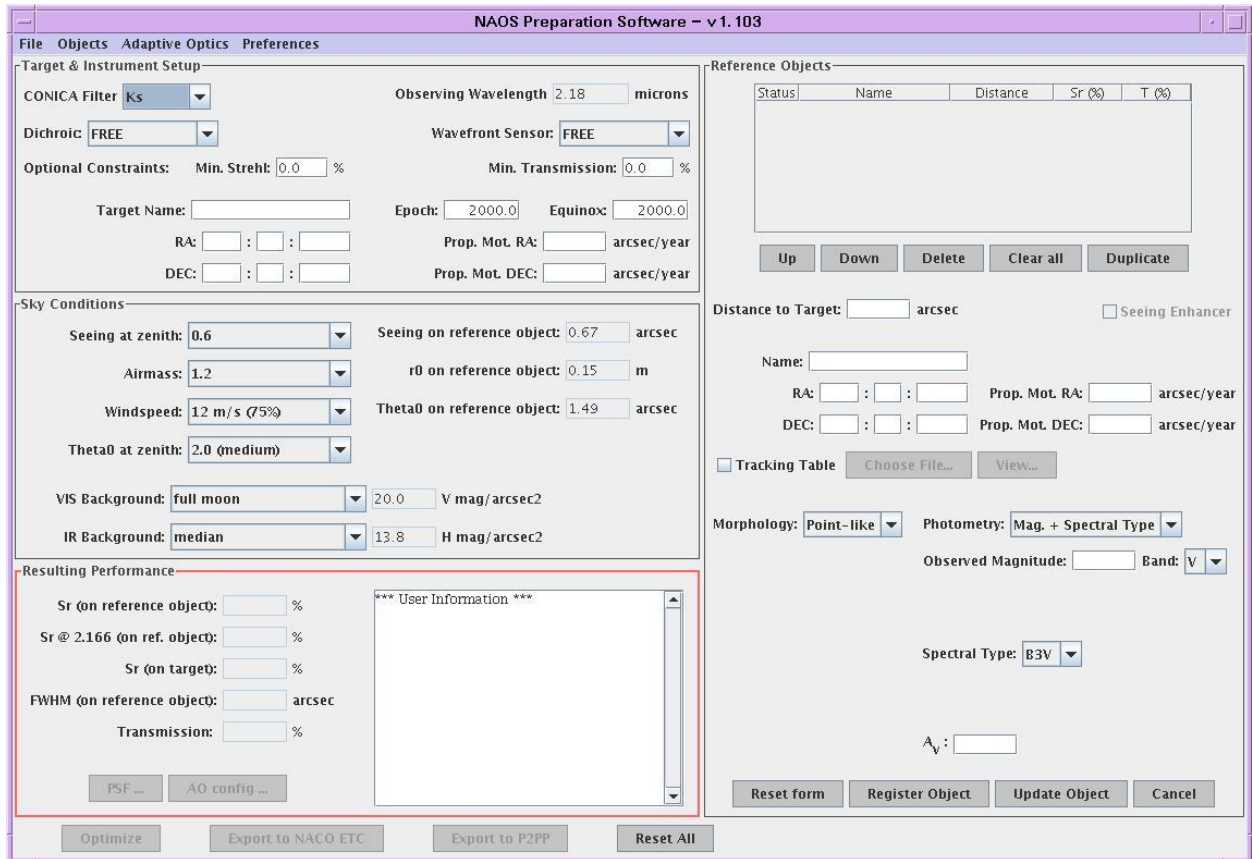 NAOS Preparation Software – v1.103
File Objects Adaptive Optics Preferences
Target & Instrument Setup
CONICA Filter Ks Observing Wavelength 2.18 microns
Dichroic: FREE Wavefront Sensor: FREE
Optional Constraints: Min. Strehl: 0.0 % Min. Transmission: 0.0 %
Target Name: Epoch: 2000.0 Equinox: 2000.0
RA: : : Prop. Mot. RA: arcsec/year
DEC: : : Prop. Mot. DEC: arcsec/year
Sky Conditions
Seeing at zenith: 0.6 Seeing on reference object: 0.67 arcsec
Airmass: 1.2 r0 on reference object: 0.15 m
Windspeed: 12 m/s (75%) Theta0 on reference object: 1.49 arcsec
Theta0 at zenith: 2.0 (medium)
VIS Background: full moon 20.0 V mag/arcsec2
IR Background: median 13.8 H mag/arcsec2
Resulting Performance
Sr (on reference object): %
Sr @ 2.166 (on ref. object): %
Sr (on target): %
FWHM (on reference object): arcsec
Transmission: %
*** User Information ***
PSF ... AO config ...
Reference Objects
Status Name Distance Sr (%) T (%)
Up Down Delete Clear all Duplicate
Distance to Target: arcsec Seeing Enhancer
Name:
RA: : : Prop. Mot. RA: arcsec/year
DEC: : : Prop. Mot. DEC: arcsec/year
Tracking Table Choose File... View...
Morphology: Point-like Photometry: Mag. + Spectral Type
Observed Magnitude: Band: V
Spectral Type: B3V
AV :
Reset form Register Object Update Object Cancel
Optimize Export to NACO ETC Export to P2PP Reset All